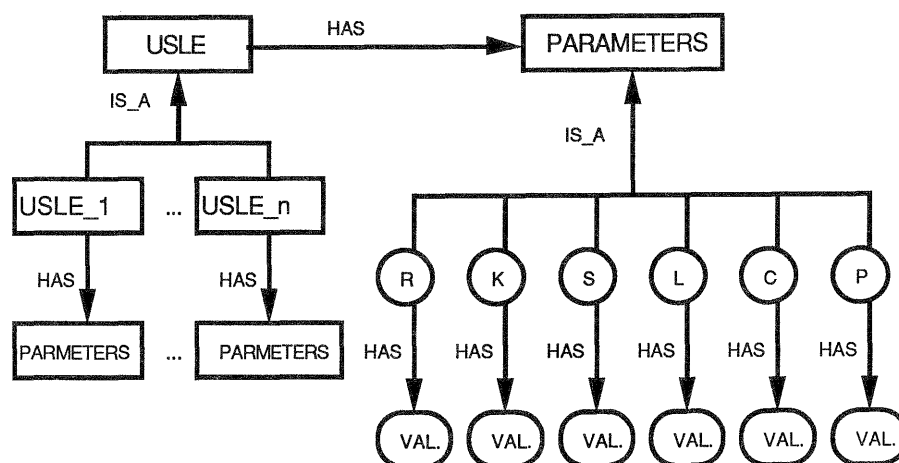 USLE HAS PARAMETERS
IS_A
IS_A
USLE_1 ... USLE_n
R K S L C P
HAS HAS
PARMETERS ... PARMETERS
HAS HAS HAS HAS HAS HAS
VAL. VAL. VAL. VAL. VAL. VAL.